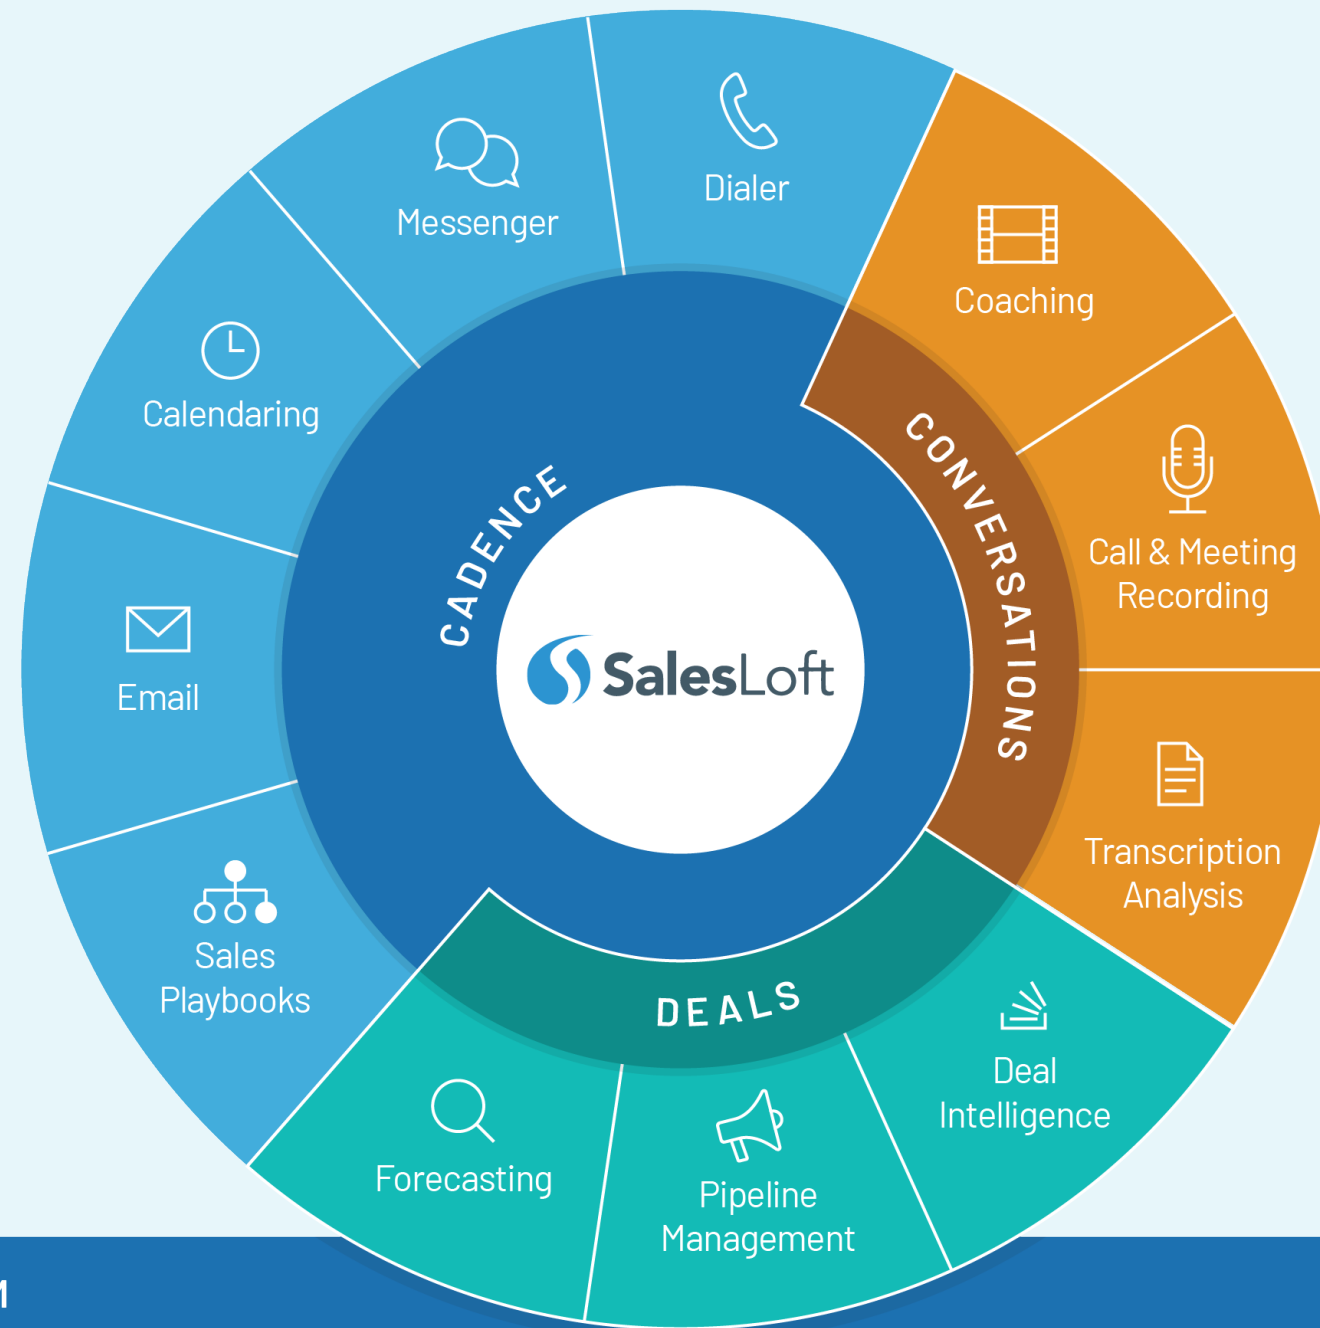 Dialer
Messenger
Coaching
Calendaring
CADENCE
CONVERSATIONS
Call & Meeting
Recording
Email
SalesLoft
Transcription
Analysis
Sales
Playbooks
DEALS
Deal
Intelligence
Forecasting
Pipeline
Management